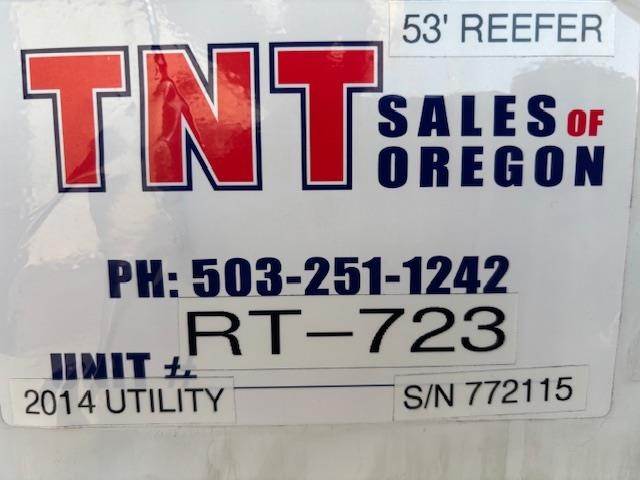 53' REEFER
TNT SALES OF
OREGON
PH: 503-251-1242
UNIT # RT-723
2014 UTILITY
S/N 772115